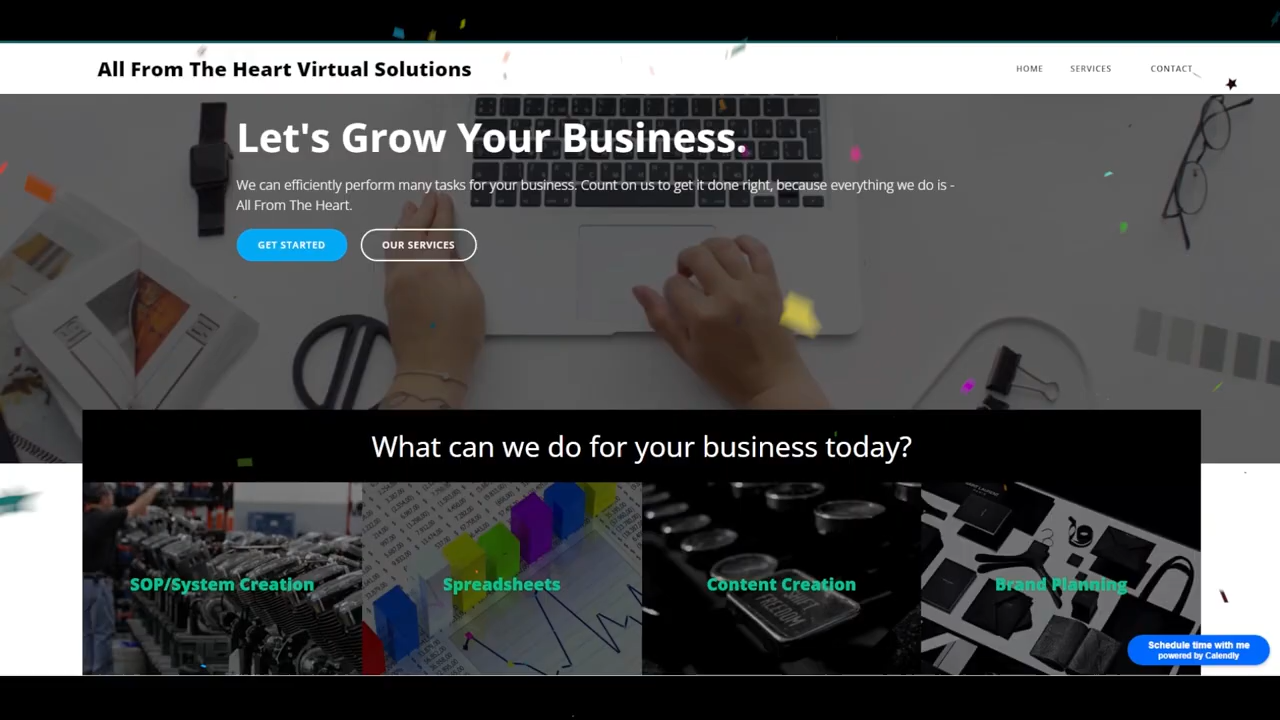 All From The Heart Virtual Solutions
HOME SERVICES CONTACT
Let's Grow Your Business.
We can efficiently perform many tasks for your business. Count on us to get it done right, because everything we do is -
All From The Heart.
GET STARTED OUR SERVICES
What can we do for your business today?
SOP/System Creation
Spreadsheets
Content Creation
Brand Planning
Schedule time with me
powered by Calendly